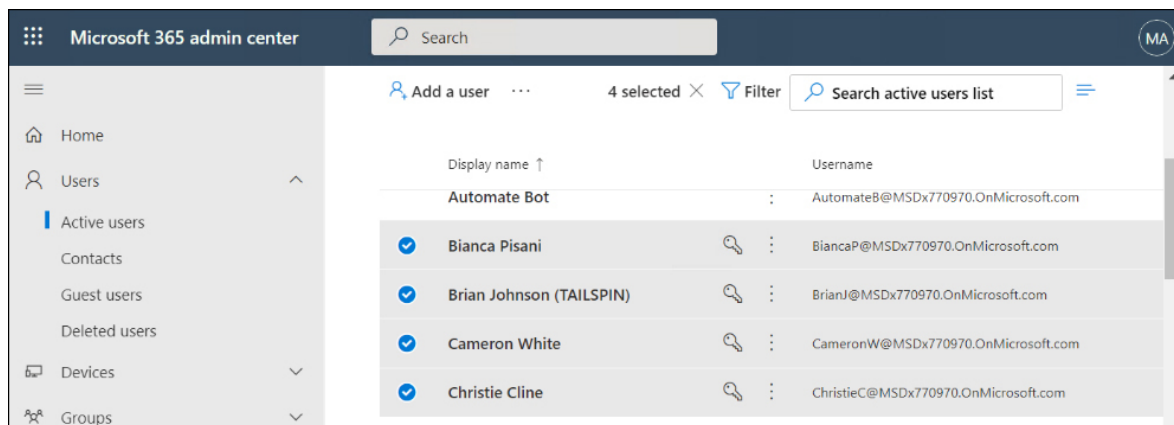 Microsoft 365 admin center Search MA
Add a user ··· 4 selected Filter Search active users list
Home
Display name ↑ Username
Users
Automate Bot AutomateB@MSDx770970.OnMicrosoft.com
Active users
Bianca Pisani BiancaP@MSDx770970.OnMicrosoft.com
Contacts
Guest users
Brian Johnson (TAILSPIN) BrianJ@MSDx770970.OnMicrosoft.com
Deleted users
Cameron White CameronW@MSDx770970.OnMicrosoft.com
Devices
Christie Cline ChristieC@MSDx770970.OnMicrosoft.com
Groups